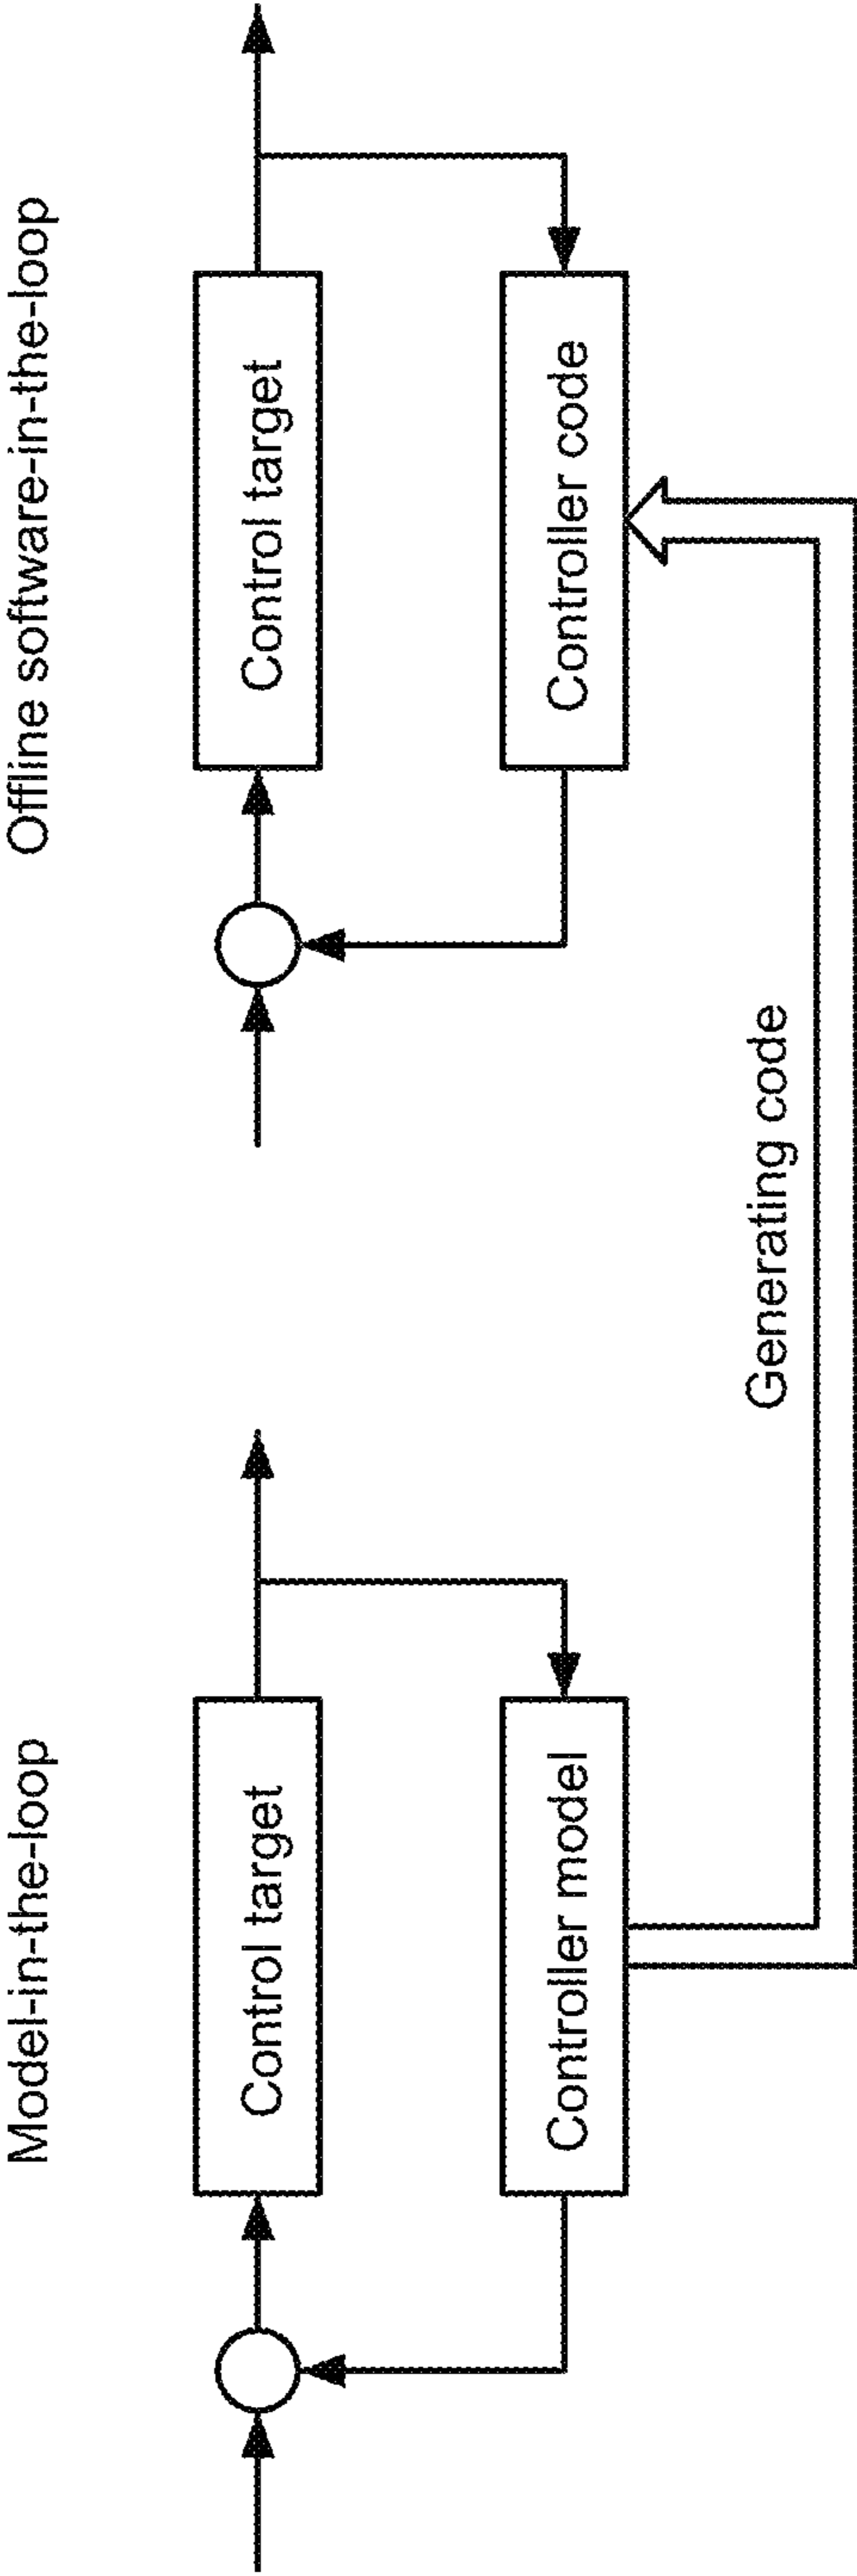 Model-in-the-loop
Control target
Controller model
Offline software-in-the-loop
Control target
Controller code
Generating code